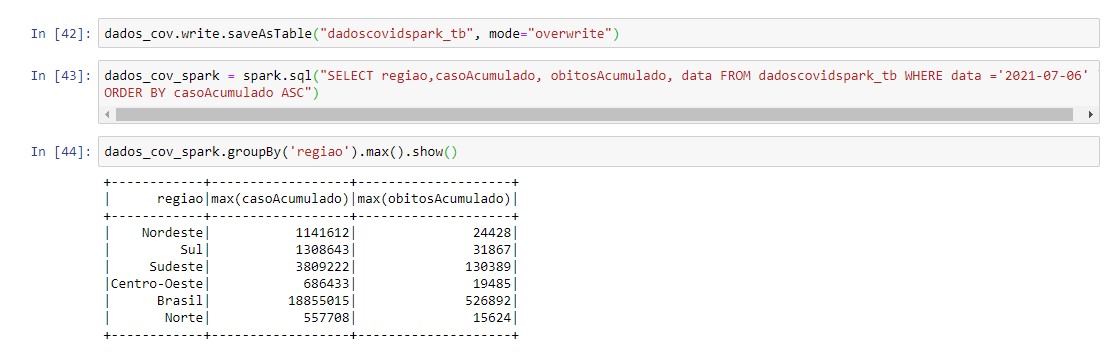 In [42]: dados_cov.write.saveAsTable("dadoscovidspark_tb", mode="overwrite")
In [43]: dados_cov_spark = spark.sql("SELECT regiao,casoAcumulado, obitosAcumulado, data FROM dadoscovidspark_tb WHERE data ='2021-07-06'
ORDER BY casoAcumulado ASC")
In [44]: dados_cov_spark.groupBy('regiao').max().show()
+------------+------------------+--------------------+
|      regiao|max(casoAcumulado)|max(obitosAcumulado)|
+------------+------------------+--------------------+
|    Nordeste|           1141612|               24428|
|         Sul|           1308643|               31867|
|     Sudeste|           3809222|              130389|
|Centro-Oeste|            686433|               19485|
|      Brasil|          18855015|              526892|
|       Norte|            557708|               15624|
+------------+------------------+--------------------+